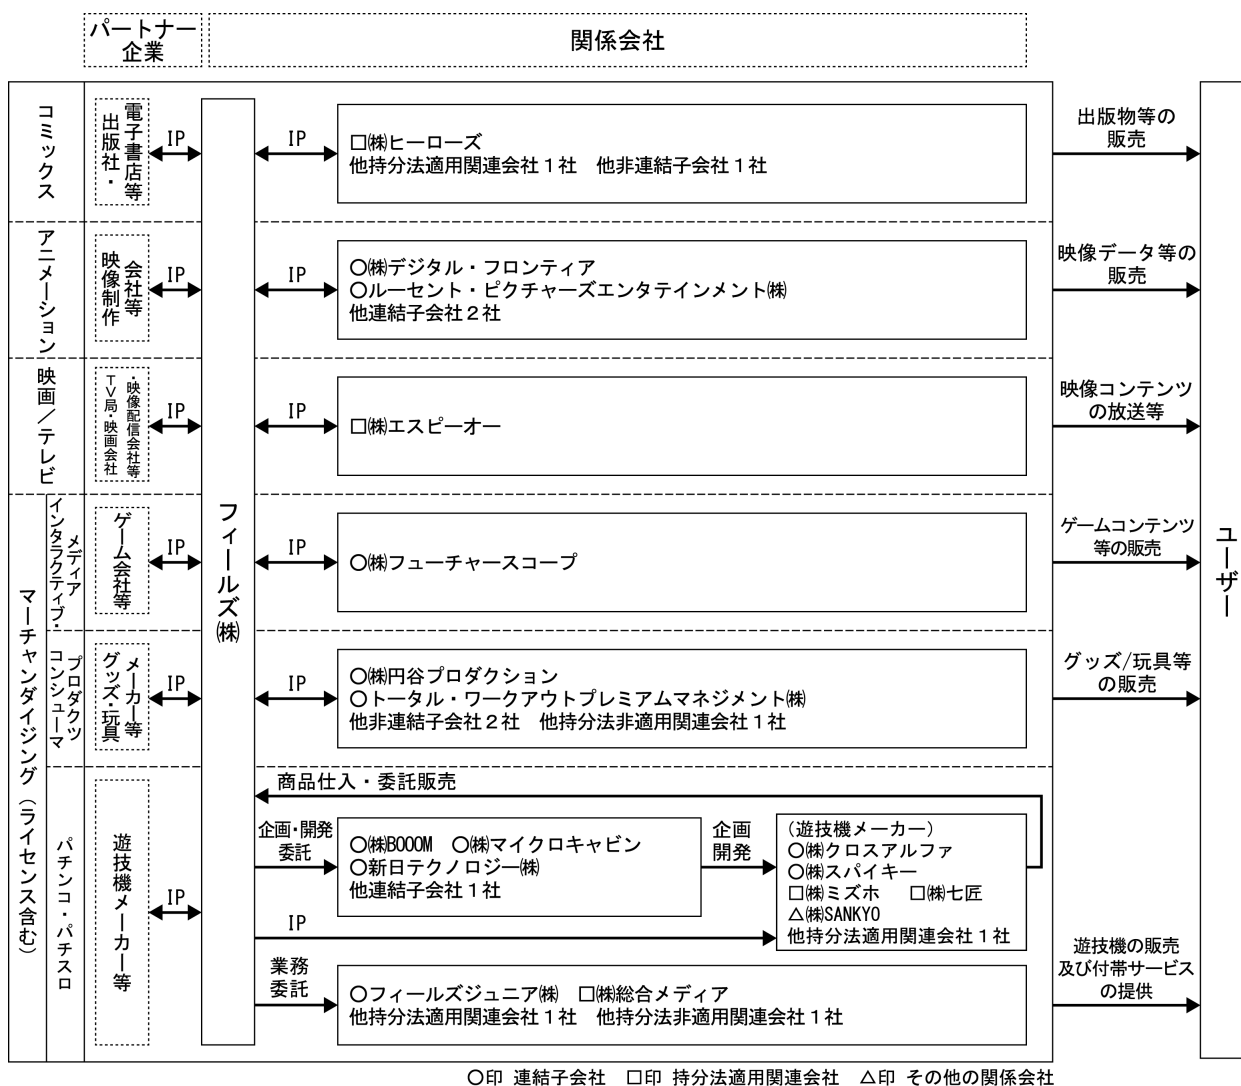 パートナー
企業
関係会社
コミックス
出版社・
電子書店等
IP
IP
□㈱ヒーローズ
他持分法適用関連会社１社　他非連結子会社１社
出版物等の
販売
アニメーション
映像制作
会社等
IP
IP
○㈱デジタル・フロンティア
○ルーセント・ピクチャーズエンタテインメント㈱
他連結子会社２社
映像データ等の
販売
映画／テレビ
TV局・映画会社
・映像配信会社等
IP
IP
□㈱エスピーオー
映像コンテンツ
の放送等
マーチャンダイジング（ライセンス含む）
インタラクティブ・
メディア
ゲーム会社等
IP
フィールズ㈱
IP
○㈱フューチャースコープ
ゲームコンテンツ
等の販売
ユーザー
コンシューマ
プロダクツ
グッズ・玩具
メーカー等
IP
IP
○㈱円谷プロダクション
○トータル・ワークアウトプレミアムマネジメント㈱
他非連結子会社２社　他持分法非適用関連会社１社
グッズ/玩具等
の販売
パチンコ・パチスロ
遊技機メーカー等
IP
商品仕入・委託販売
企画・開発
委託
○㈱BOOOM　○㈱マイクロキャビン
○新日テクノロジー㈱
他連結子会社１社
企画
開発
（遊技機メーカー）
○㈱クロスアルファ
○㈱スパイキー
□㈱ミズホ　□㈱七匠
△㈱SANKYO
他持分法適用関連会社１社
IP
業務
委託
○フィールズジュニア㈱　□㈱総合メディア
他持分法適用関連会社１社　他持分法非適用関連会社１社
遊技機の販売
及び付帯サービス
の提供
○印 連結子会社　□印 持分法適用関連会社　△印 その他の関係会社